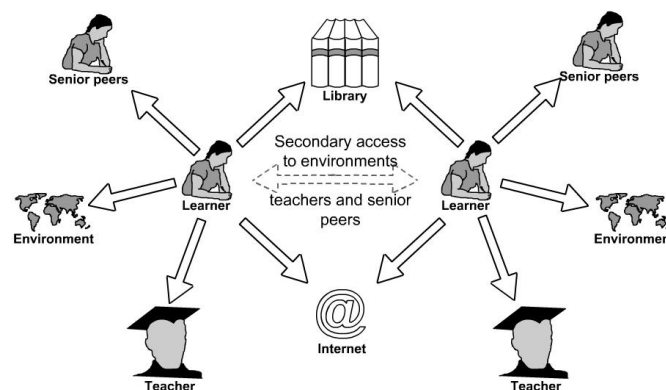 Senior peers
Library
Senior peers
Secondary access
to environments
teachers and senior
peers
Learner
Learner
Environment
Environment
@
Internet
Teacher
Teacher